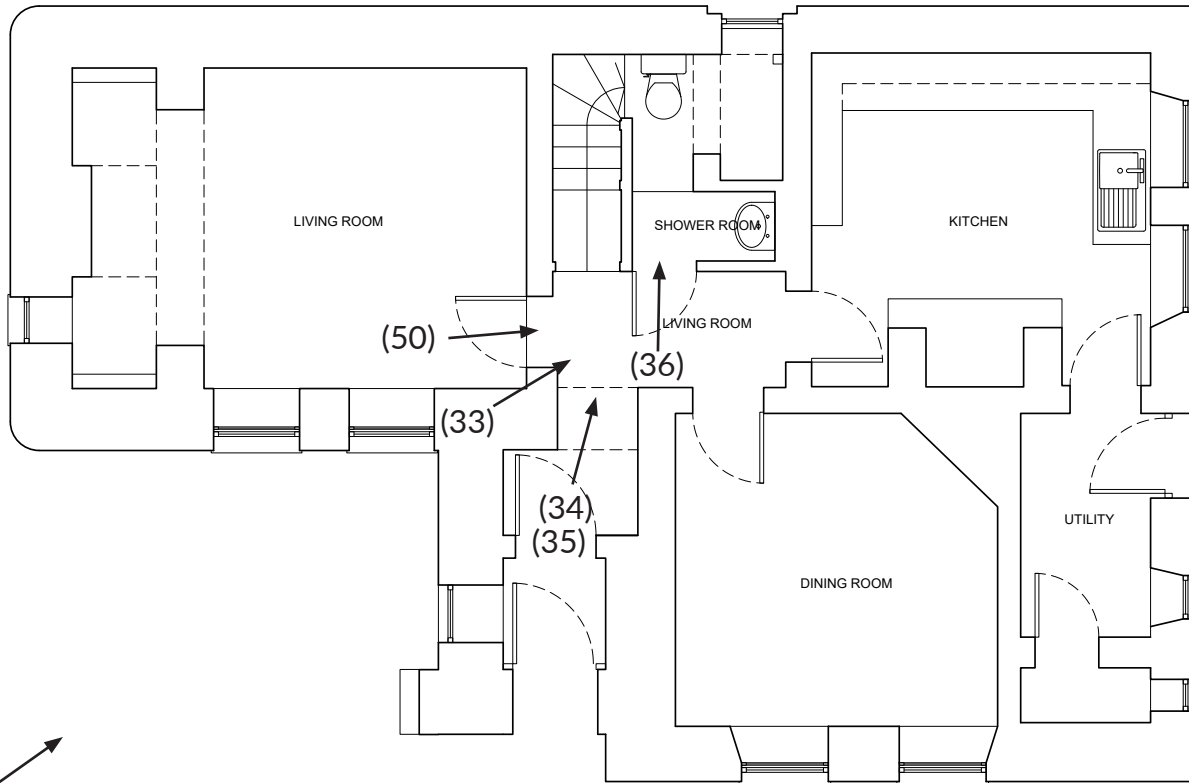 LIVING ROOM
SHOWER ROOM
KITCHEN
LIVING ROOM
(50)
(36)
(33)
(34)
(35)
UTILITY
DINING ROOM